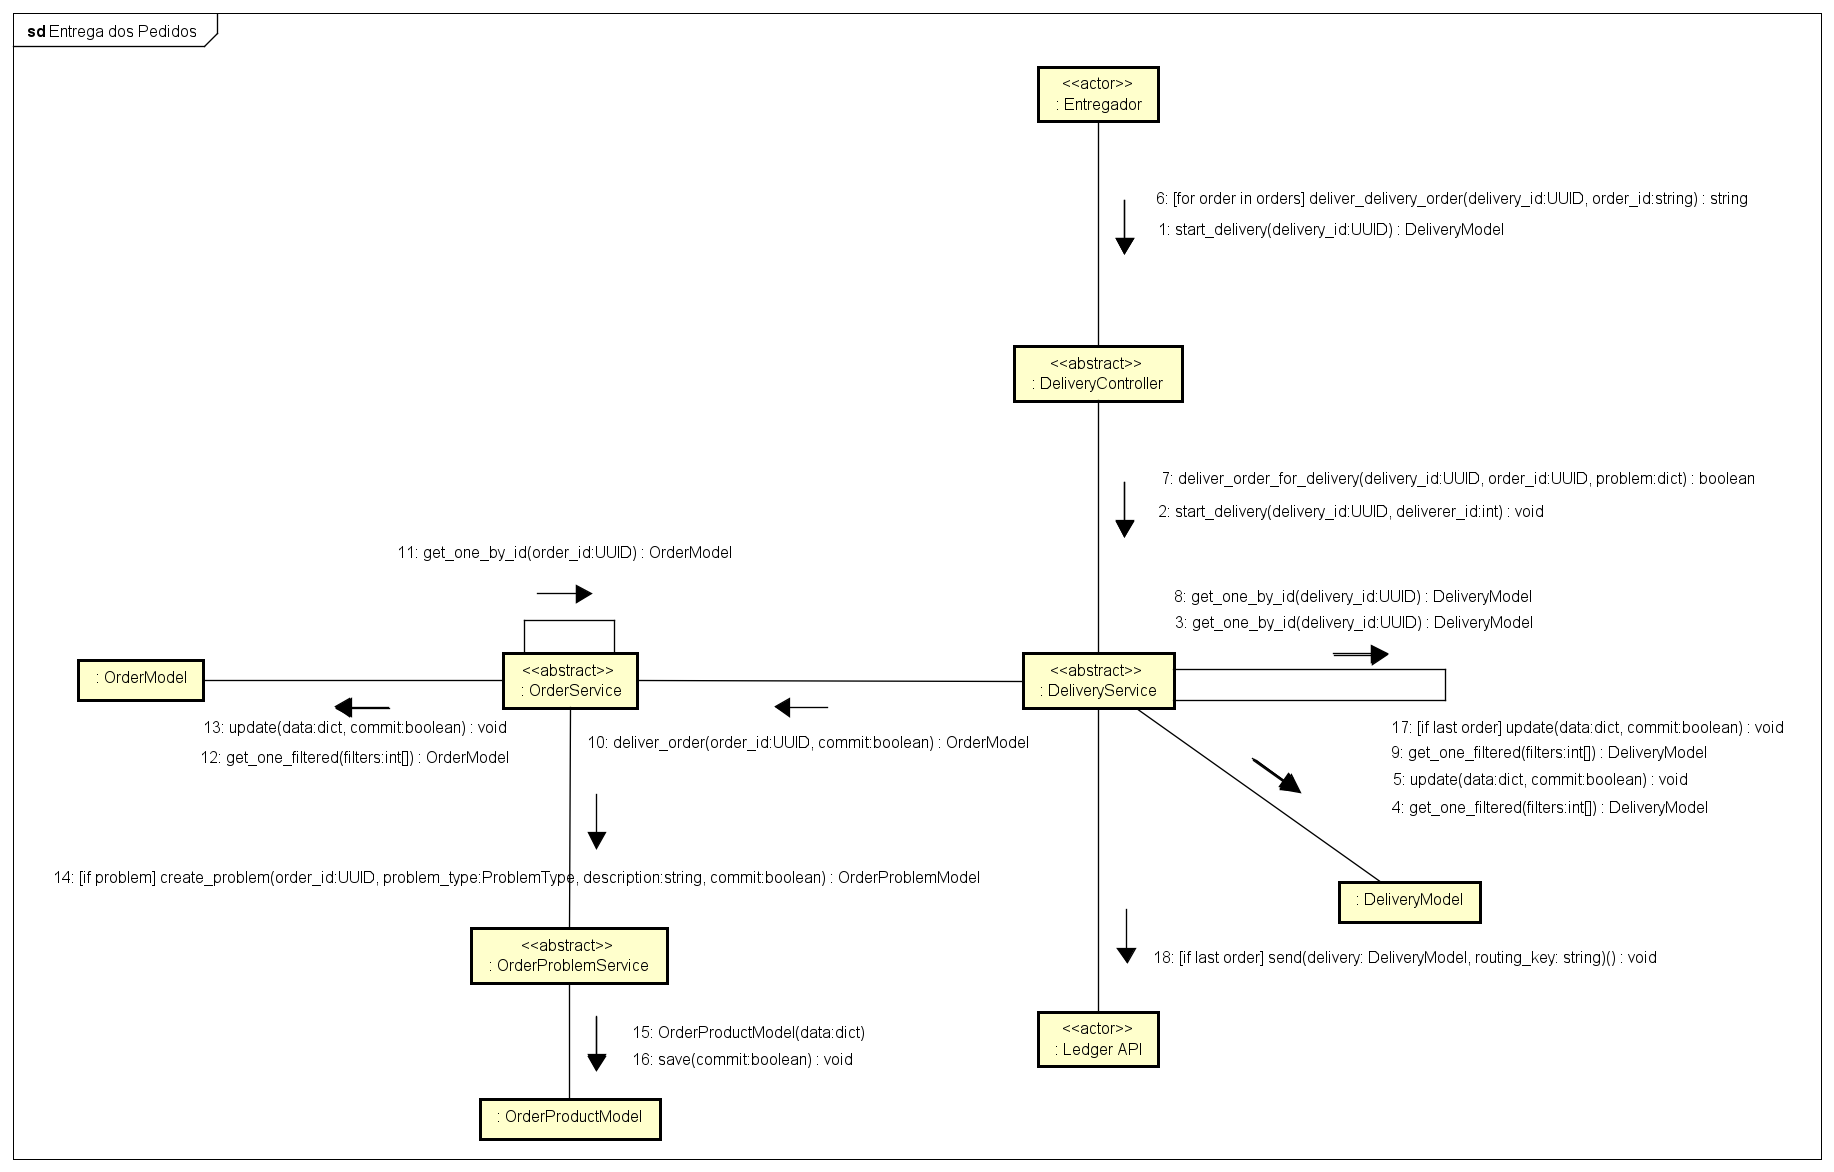 sd Entrega dos Pedidos
<<actor>>
: Entregador
6: [for order in orders] deliver_delivery_order(delivery_id:UUID, order_id:string) : string
1: start_delivery(delivery_id:UUID) : DeliveryModel
<<abstract>>
: DeliveryController
7: deliver_order_for_delivery(delivery_id:UUID, order_id:UUID, problem:dict) : boolean
2: start_delivery(delivery_id:UUID, deliverer_id:int) : void
11: get_one_by_id(order_id:UUID) : OrderModel
8: get_one_by_id(delivery_id:UUID) : DeliveryModel
3: get_one_by_id(delivery_id:UUID) : DeliveryModel
: OrderModel
<<abstract>>
: OrderService
<<abstract>>
: DeliveryService
13: update(data:dict, commit:boolean) : void
12: get_one_filtered(filters:int[]) : OrderModel
10: deliver_order(order_id:UUID, commit:boolean) : OrderModel
17: [if last order] update(data:dict, commit:boolean) : void
9: get_one_filtered(filters:int[]) : DeliveryModel
5: update(data:dict, commit:boolean) : void
4: get_one_filtered(filters:int[]) : DeliveryModel
14: [if problem] create_problem(order_id:UUID, problem_type:ProblemType, description:string, commit:boolean) : OrderProblemModel
: DeliveryModel
<<abstract>>
: OrderProblemService
18: [if last order] send(delivery: DeliveryModel, routing_key: string)() : void
15: OrderProductModel(data:dict)
16: save(commit:boolean) : void
<<actor>>
: Ledger API
: OrderProductModel